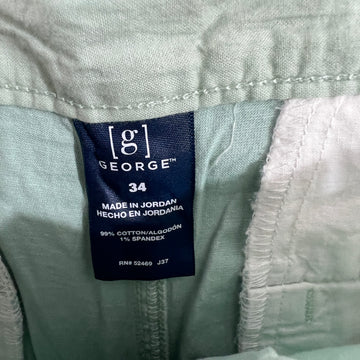 [g]
GEORGE™
34
MADE IN JORDAN
HECHO EN JORDANIA
99% COTTON/ALGODÓN
1% SPANDEX
RN# 52469 J37